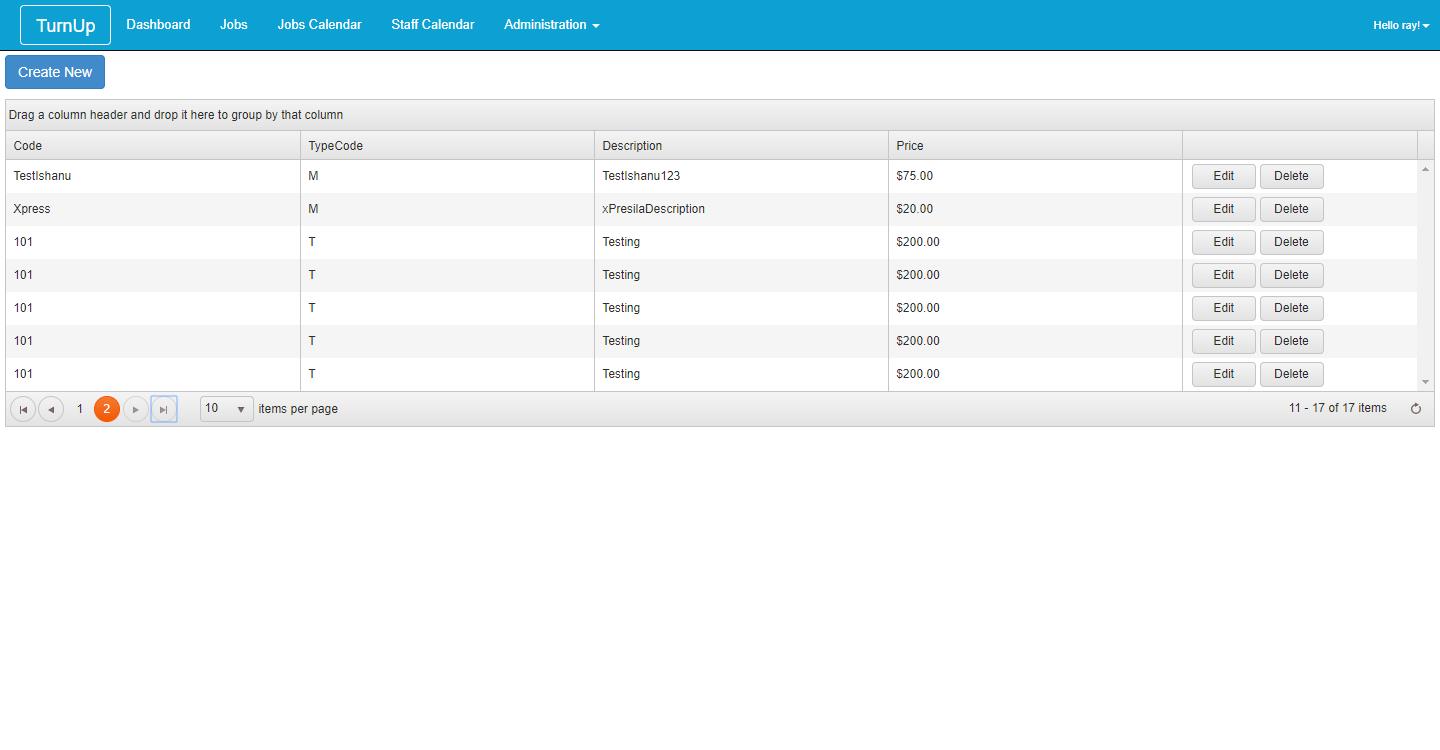 TurnUp Dashboard Jobs Jobs Calendar Staff Calendar Administration Hello ray!
Create New
Drag a column header and drop it here to group by that column
Code TypeCode Description Price
TestIshanu M TestIshanu123 $75.00 Edit Delete
Xpress M xPresilaDescription $20.00 Edit Delete
101 T Testing $200.00 Edit Delete
101 T Testing $200.00 Edit Delete
101 T Testing $200.00 Edit Delete
101 T Testing $200.00 Edit Delete
101 T Testing $200.00 Edit Delete
1 2 10 items per page 11 - 17 of 17 items